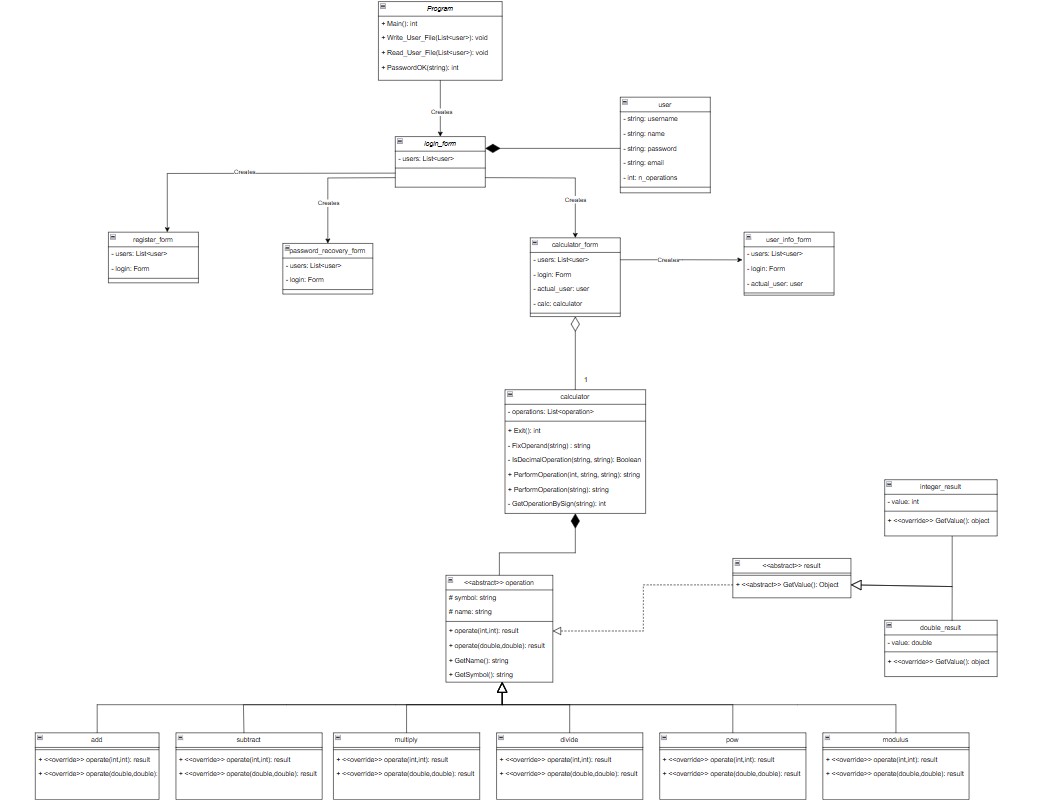 Program
+ Main(): int
+ Write_User_File(List<user>): void
+ Read_User_File(List<user>): void
+ PasswordOK(string): int
Creates
user
- string: username
- string: name
- string: password
- string: email
- int: n_operations
login_form
- users: List<user>
Creates
Creates
Creates
register_form
- users: List<user>
- login: Form
password_recovery_form
- users: List<user>
- login: Form
calculator_form
- users: List<user>
- login: Form
- actual_user: user
- calc: calculator
Creates
user_info_form
- users: List<user>
- login: Form
- actual_user: user
1
calculator
- operations: List<operation>
+ Exit(): int
- FixOperand(string) : string
- IsDecimalOperation(string, string): Boolean
+ PerformOperation(int, string, string): string
+ PerformOperation(string): string
- GetOperationBySign(string): int
integer_result
- value: int
+ <<override>> GetValue(): object
<<abstract>> result
+ <<abstract>> GetValue(): Object
double_result
- value: double
+ <<override>> GetValue(): object
<<abstract>> operation
# symbol: string
# name: string
+ operate(int,int): result
+ operate(double,double): result
+ GetName(): string
+ GetSymbol(): string
add
+ <<override>> operate(int,int): result
+ <<override>> operate(double,double):
subtract
+ <<override>> operate(int,int): result
+ <<override>> operate(double,double): result
multiply
+ <<override>> operate(int,int): result
+ <<override>> operate(double,double): result
divide
+ <<override>> operate(int,int): result
+ <<override>> operate(double,double): result
pow
+ <<override>> operate(int,int): result
+ <<override>> operate(double,double): result
modulus
+ <<override>> operate(int,int): result
+ <<override>> operate(double,double): result